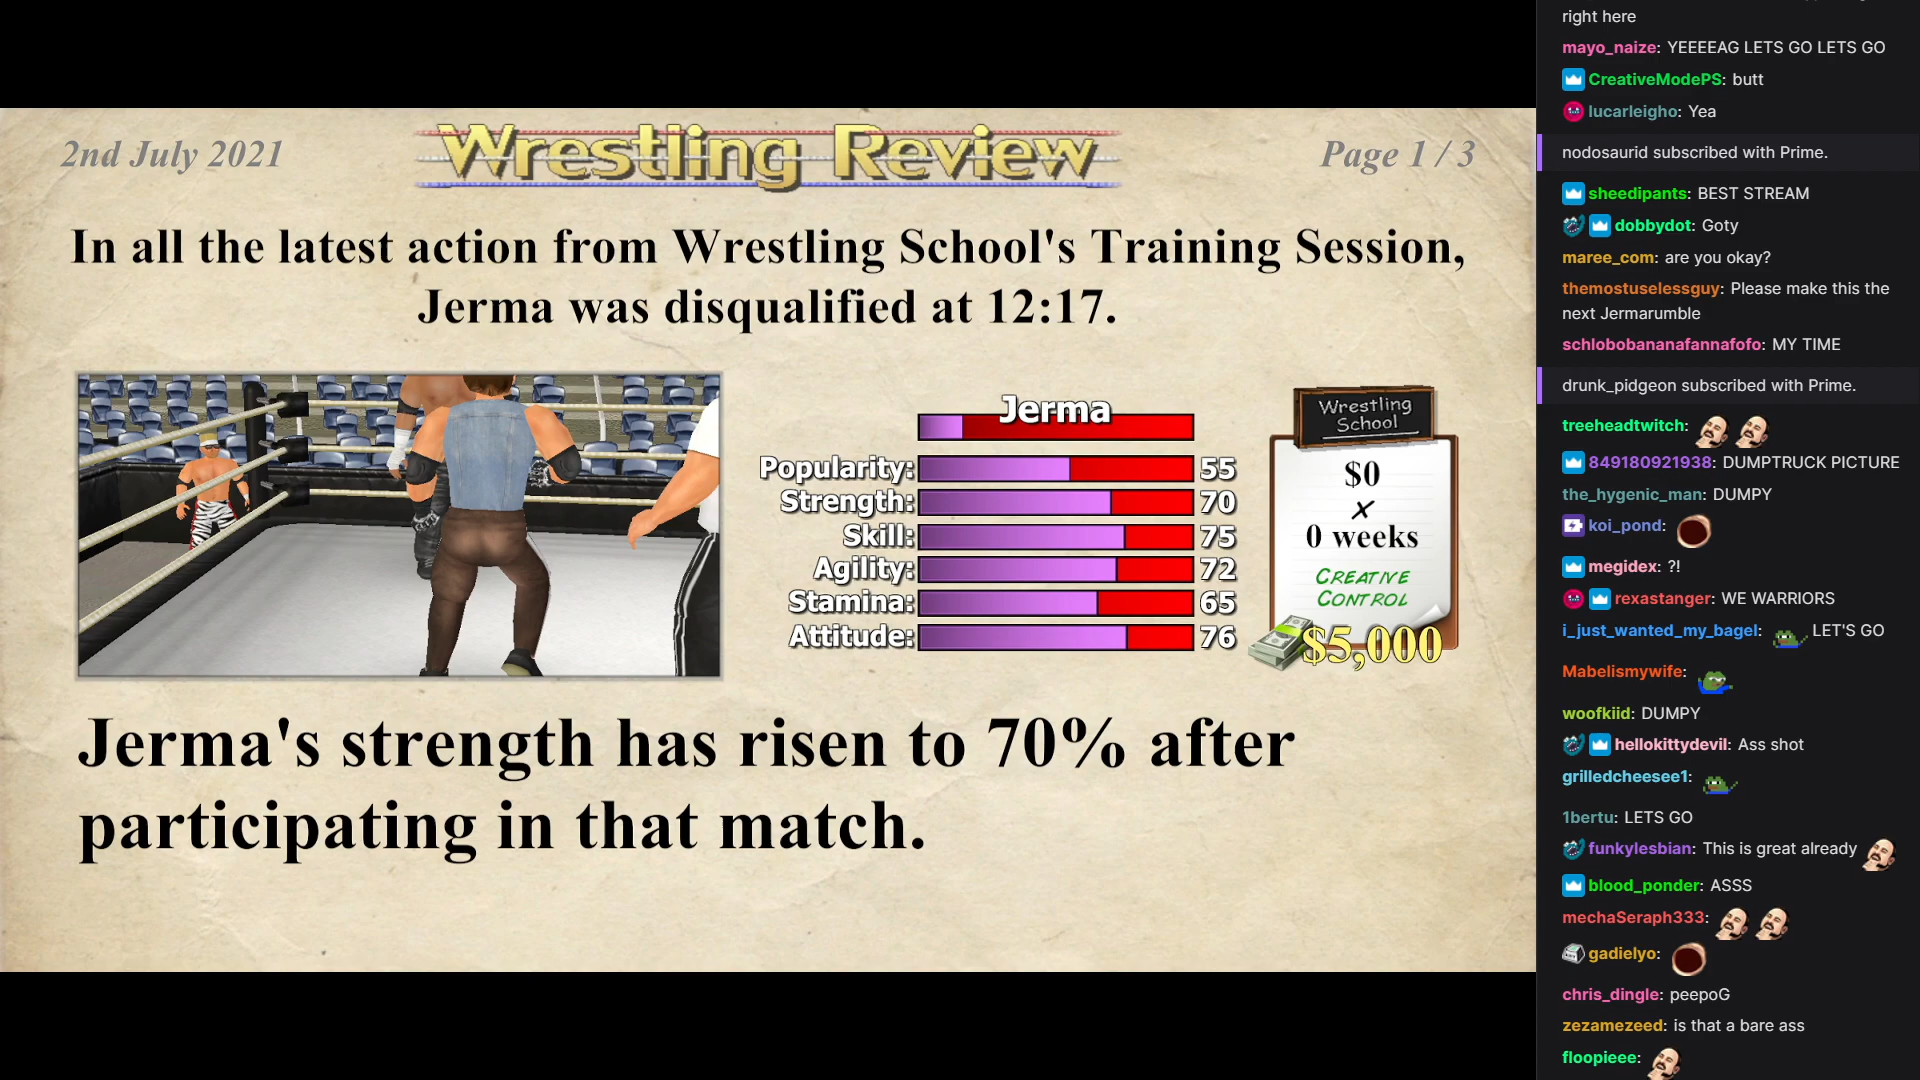 2nd July 2021
Wrestling Review
Page 1 / 3
In all the latest action from Wrestling School's Training Session,
Jerma was disqualified at 12:17.
Jerma
Popularity: 55
Strength: 70
Skill: 75
Agility: 72
Stamina: 65
Attitude: 76
Wrestling
School
$0
x
0 weeks
CREATIVE
CONTROL
$5,000
Jerma's strength has risen to 70% after
participating in that match.
right here
mayo_naize: YEEEEAG LETS GO LETS GO
CreativeModePS: butt
lucarleigho: Yea
nodosaurid subscribed with Prime.
sheedipants: BEST STREAM
dobbydot: Goty
maree_com: are you okay?
themostuselessguy: Please make this the
next Jermarumble
schlobobananafannafofo: MY TIME
drunk_pidgeon subscribed with Prime.
treeheadtwitch:
849180921938: DUMPTRUCK PICTURE
the_hygenic_man: DUMPY
koi_pond:
megidex: ?!
rexastanger: WE WARRIORS
i_just_wanted_my_bagel: LET'S GO
Mabelismywife:
woofkiid: DUMPY
hellokittydevil: Ass shot
grilledcheesee1:
1bertu: LETS GO
funkylesbian: This is great already
blood_ponder: ASSS
mechaSeraph333:
gadielyo:
chris_dingle: peepoG
zezamezeed: is that a bare ass
floopieee: